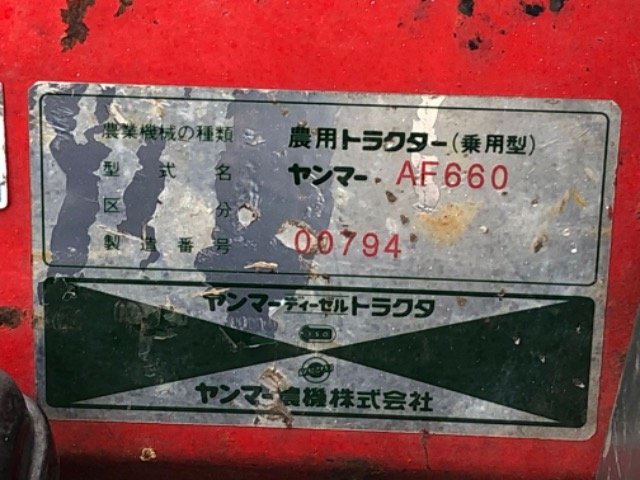 農業機械の種類 農用トラクター(乗用型)
型式名 ヤンマー AF660
区分
製造番号 00794
ヤンマーディーゼルトラクタ
ISO
ヤンマー農機株式会社